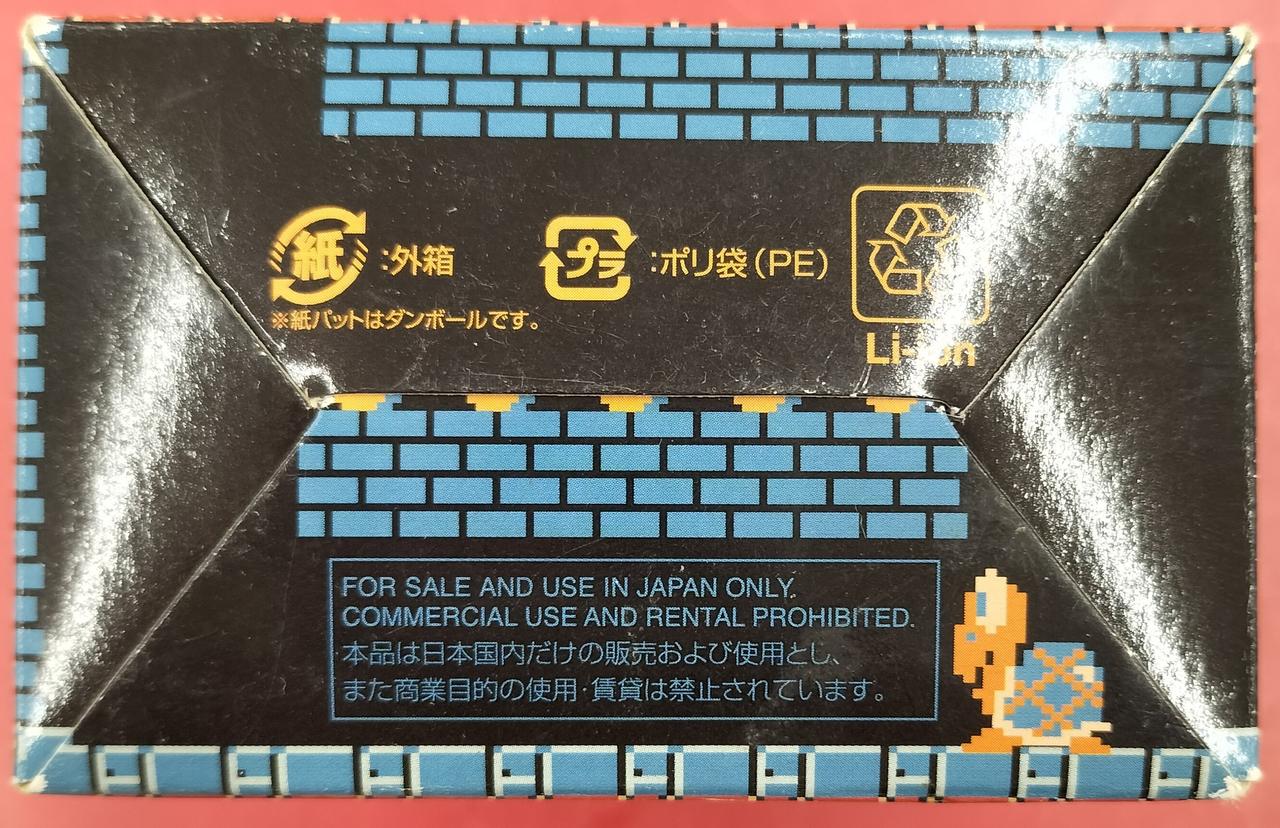 紙 :外箱 プラ :ポリ袋(PE)
※紙パットはダンボールです。
Li-ion
FOR SALE AND USE IN JAPAN ONLY.
COMMERCIAL USE AND RENTAL PROHIBITED.
本品は日本国内だけの販売および使用とし、
また商業目的の使用・賃貸は禁止されています。